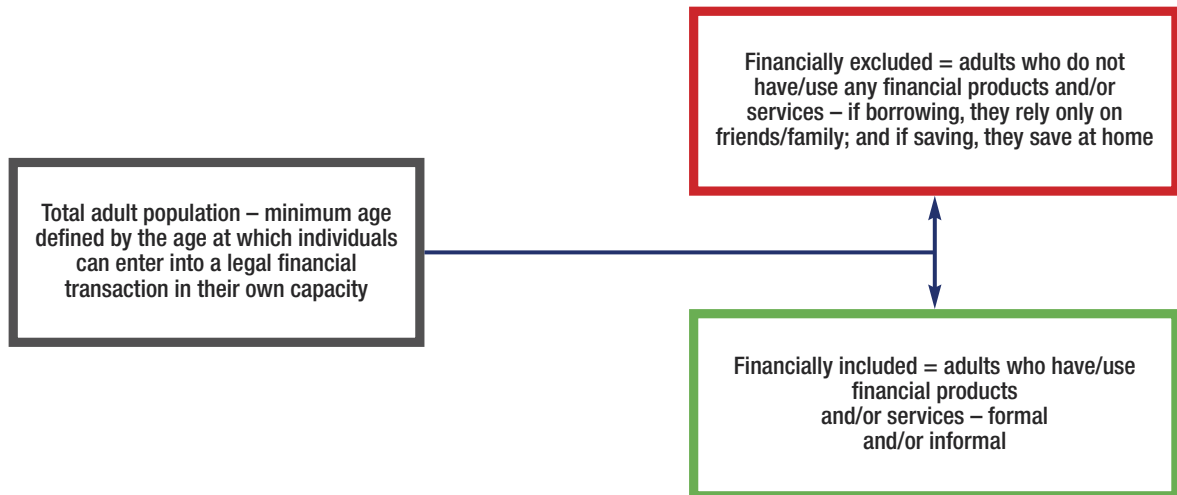 Financially excluded = adults who do not
have/use any financial products and/or
services – if borrowing, they rely only on
friends/family; and if saving, they save at home
Total adult population – minimum age
defined by the age at which individuals
can enter into a legal financial
transaction in their own capacity
Financially included = adults who have/use
financial products
and/or services – formal
and/or informal